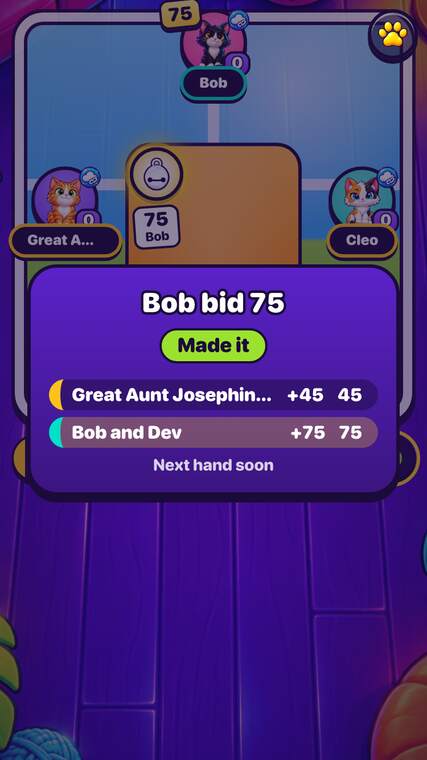 75
0
Bob
0
0
75
Bob
Great A...
Cleo
Bob bid 75
Made it
Great Aunt Josephin... +45 45
Bob and Dev +75 75
Next hand soon